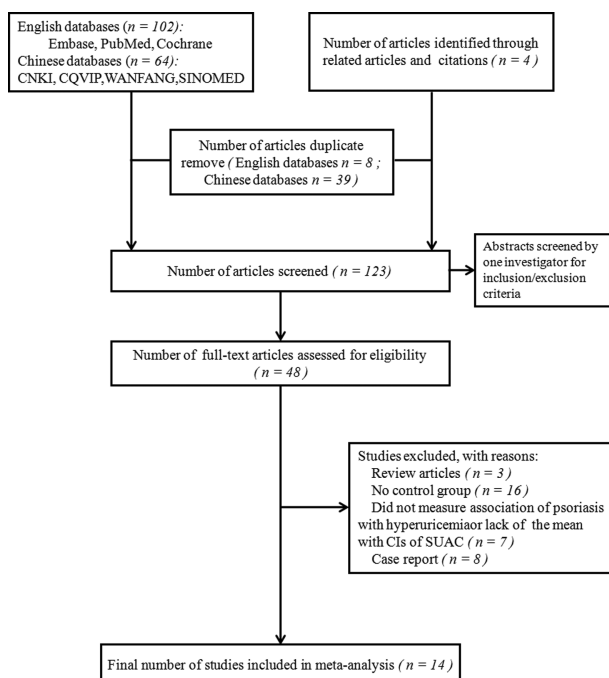 English databases (n = 102):
Embase, PubMed, Cochrane
Chinese databases (n = 64):
CNKI, CQVIP,WANFANG,SINOMED
Number of articles identified through
related articles and citations ( n = 4 )
Number of articles duplicate
remove ( English databases n = 8 ;
Chinese databases n = 39 )
Number of articles screened ( n = 123)
Abstracts screened by
one investigator for
inclusion/exclusion
criteria
Number of full-text articles assessed for eligibility
( n = 48 )
Studies excluded, with reasons:
Review articles ( n = 3 )
No control group ( n = 16 )
Did not measure association of psoriasis
with hyperuricemiaor lack of the mean
with CIs of SUAC ( n = 7 )
Case report ( n = 8 )
Final number of studies included in meta-analysis ( n = 14 )